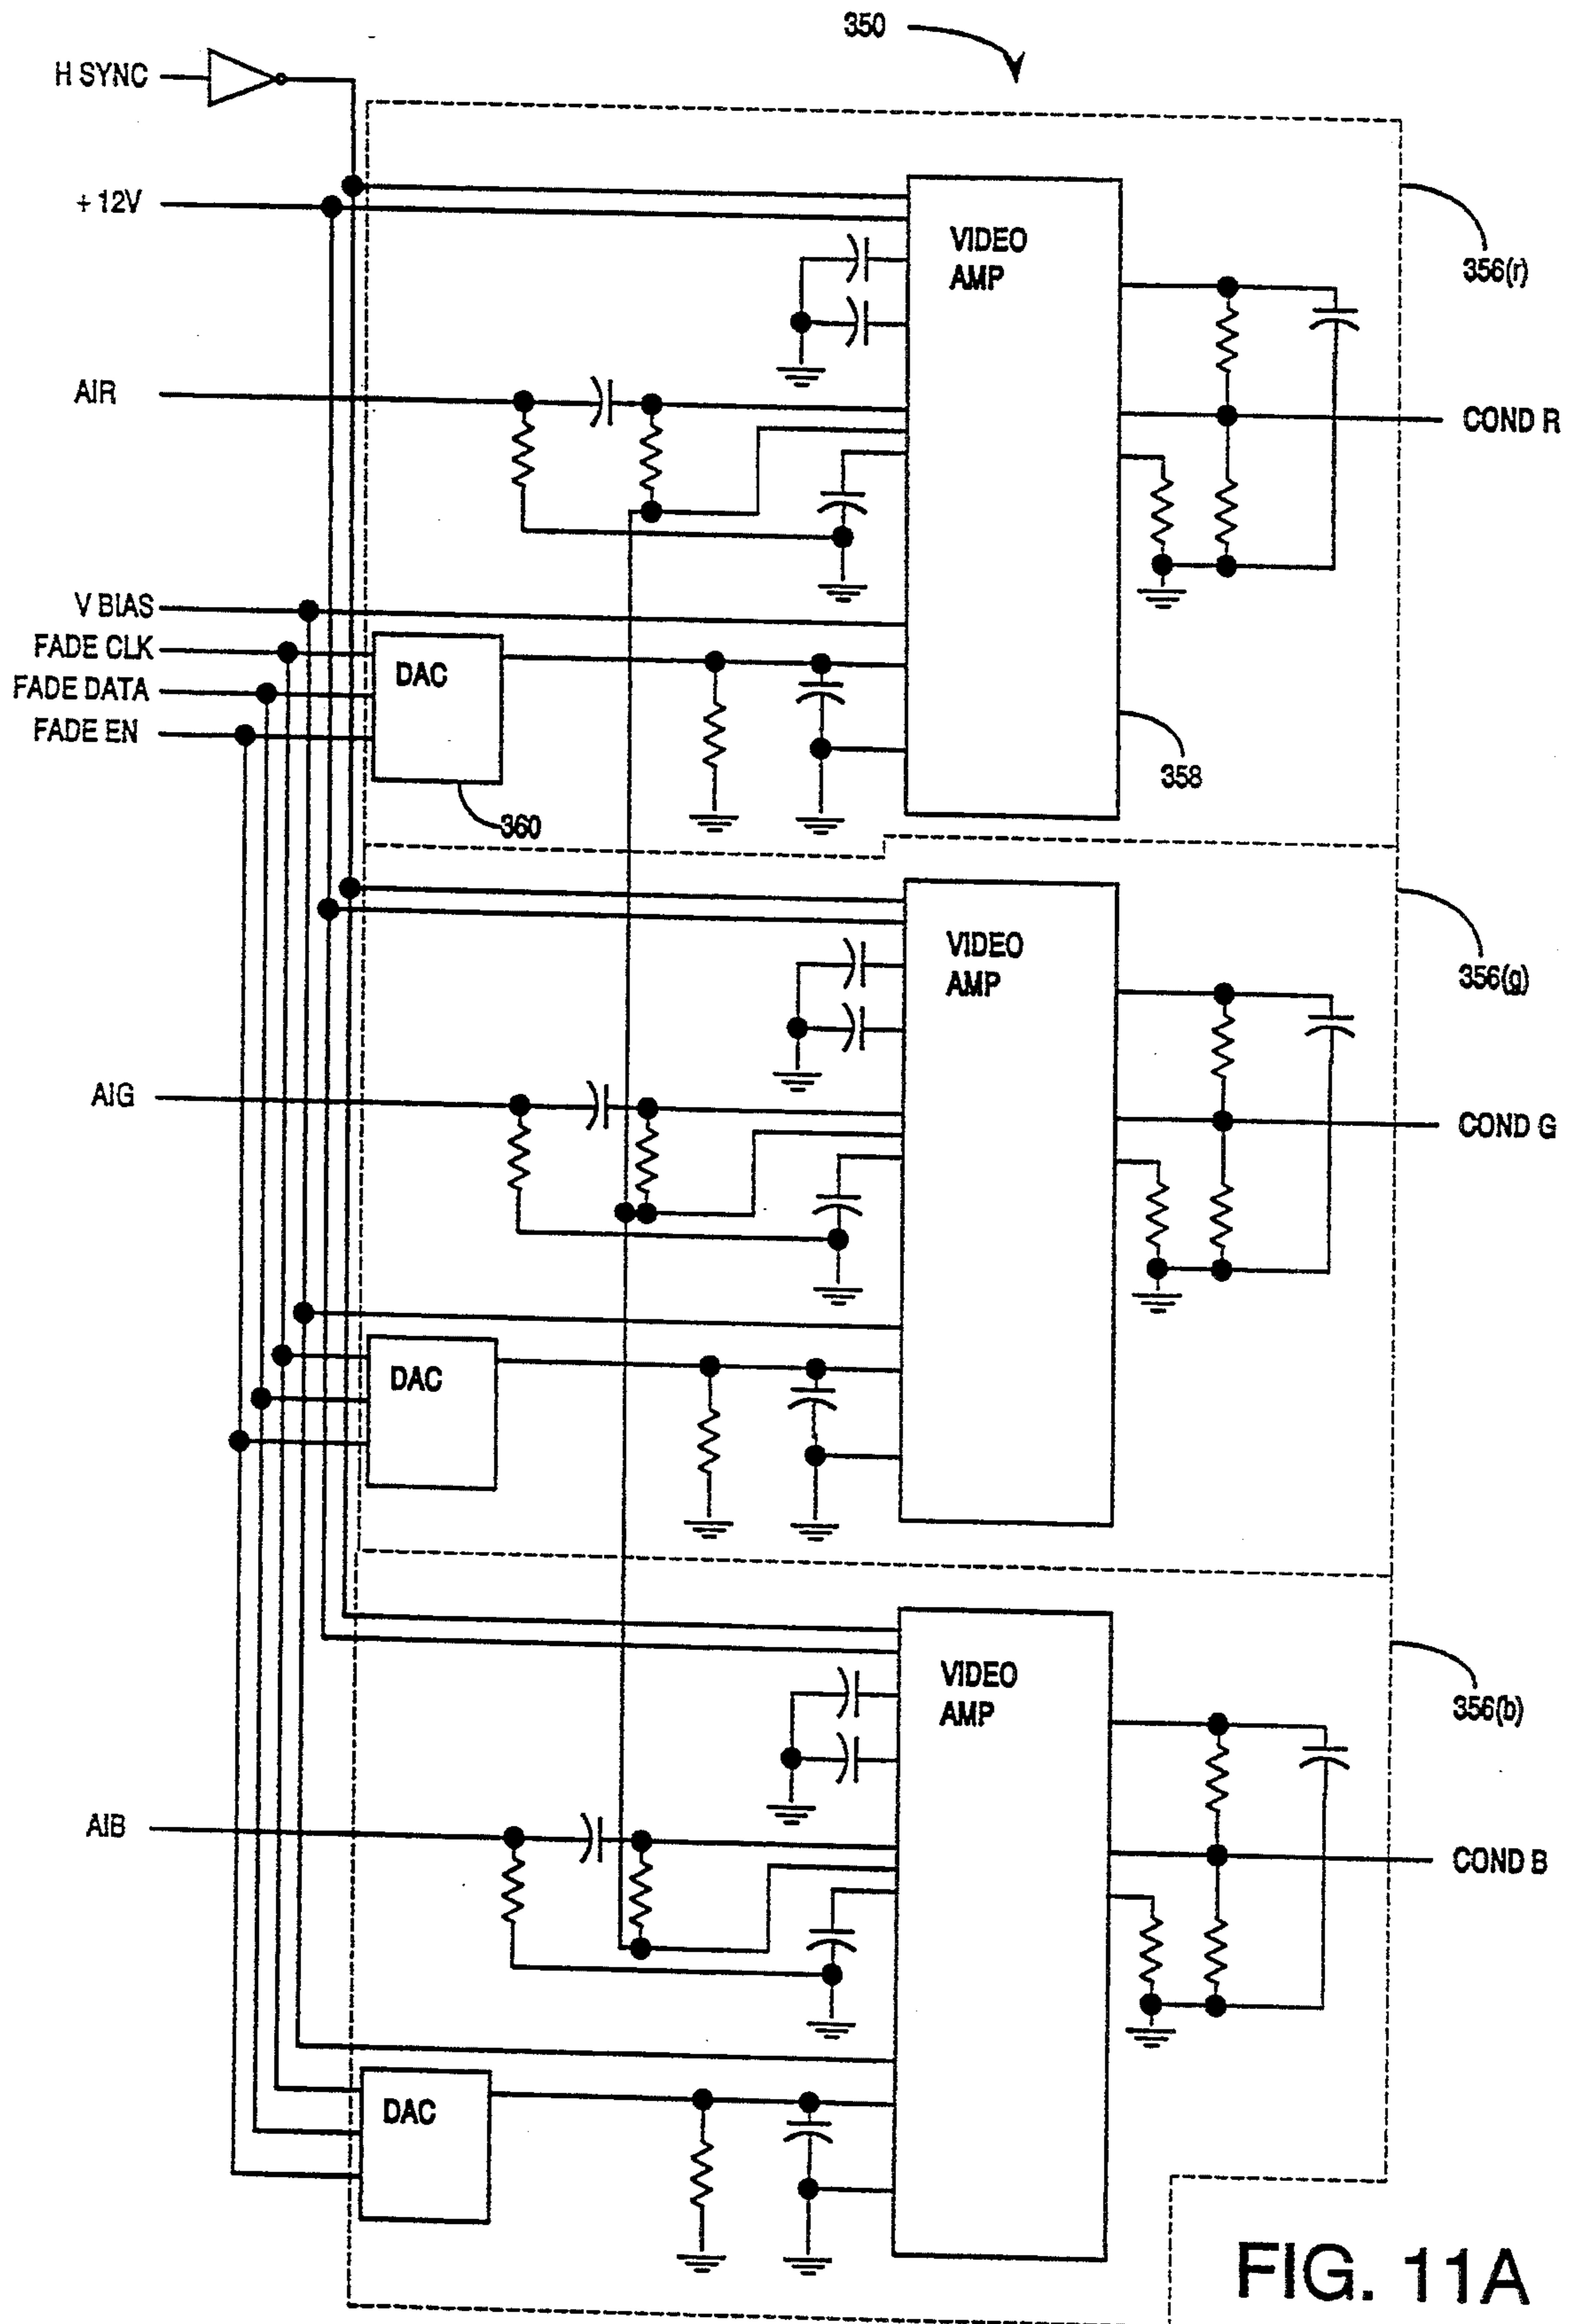 350
H SYNC
+ 12V
VIDEO
AMP
356(r)
AIR
COND R
V BIAS
FADE CLK
FADE DATA
FADE EN
DAC
358
360
VIDEO
AMP
356(g)
AIG
COND G
DAC
VIDEO
AMP
356(b)
AIB
COND B
DAC
FIG. 11A